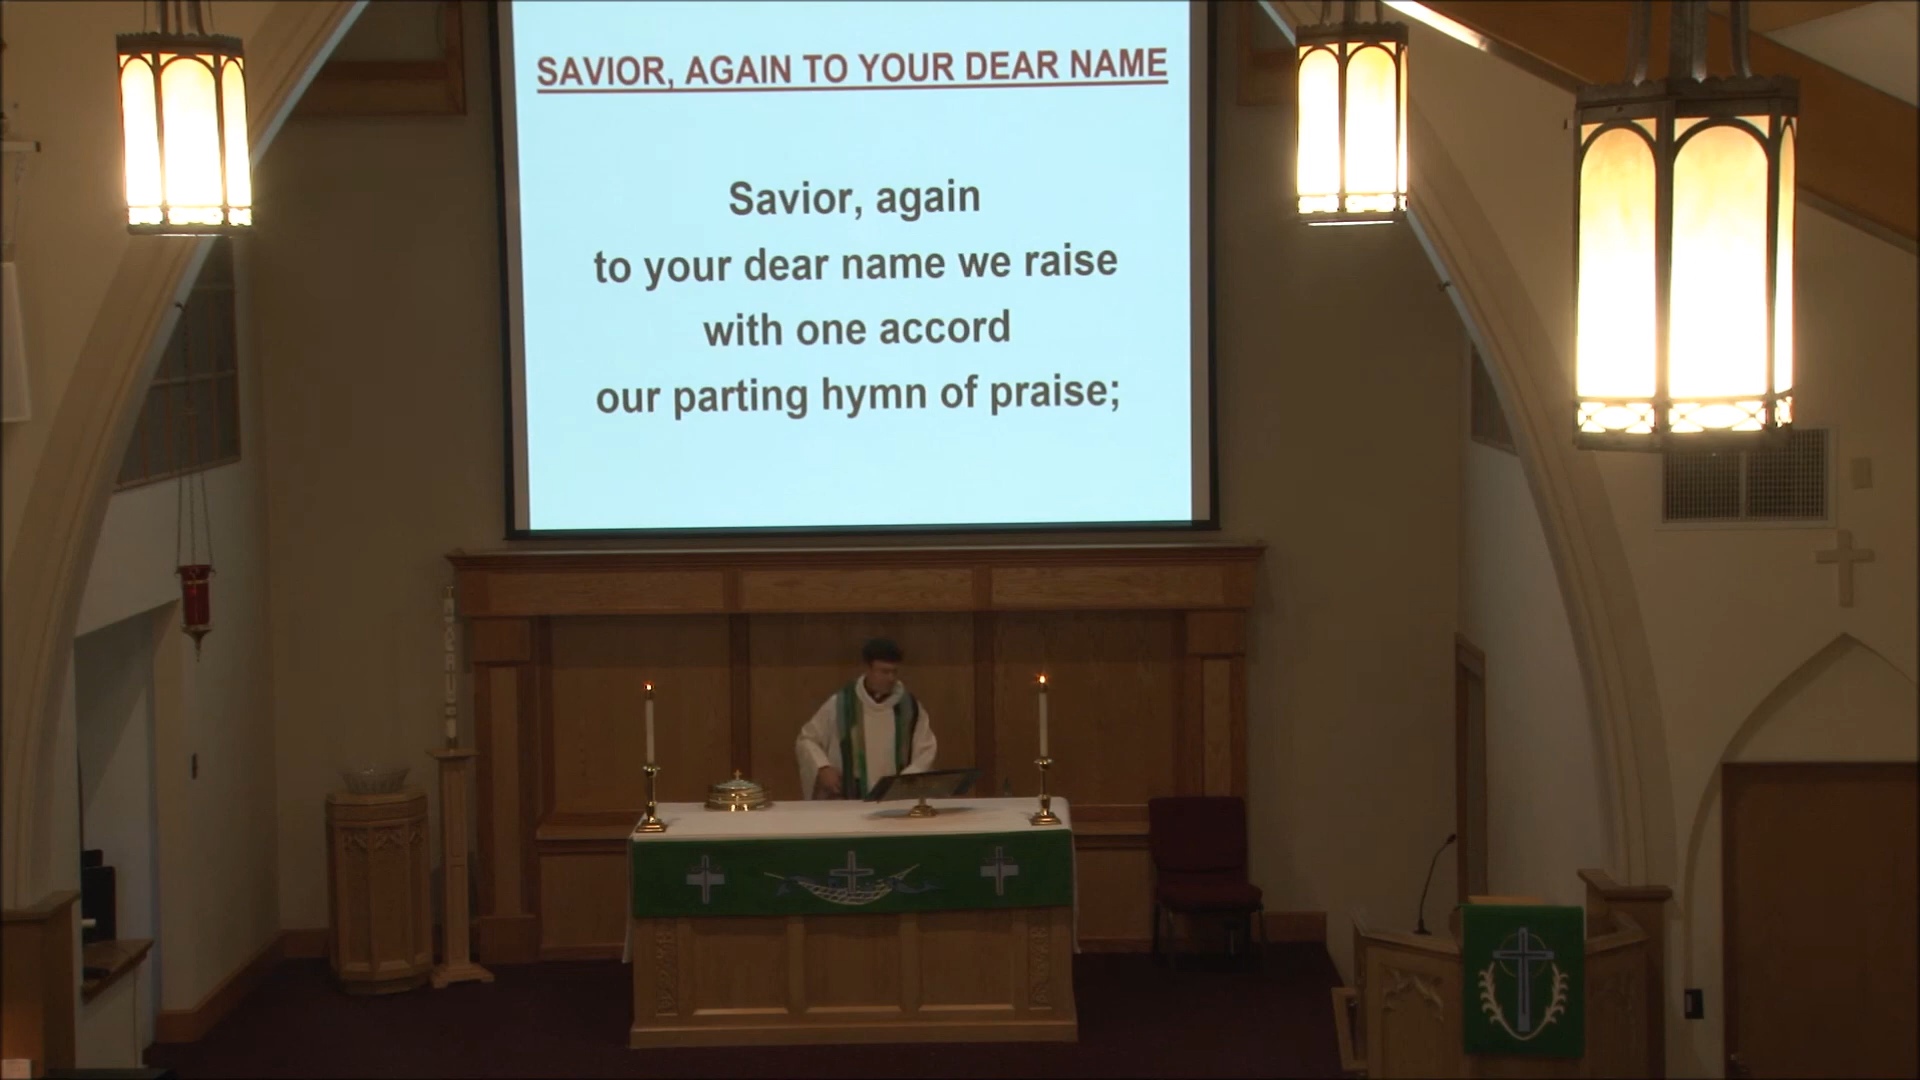 SAVIOR, AGAIN TO YOUR DEAR NAME
Savior, again
to your dear name we raise
with one accord
our parting hymn of praise;